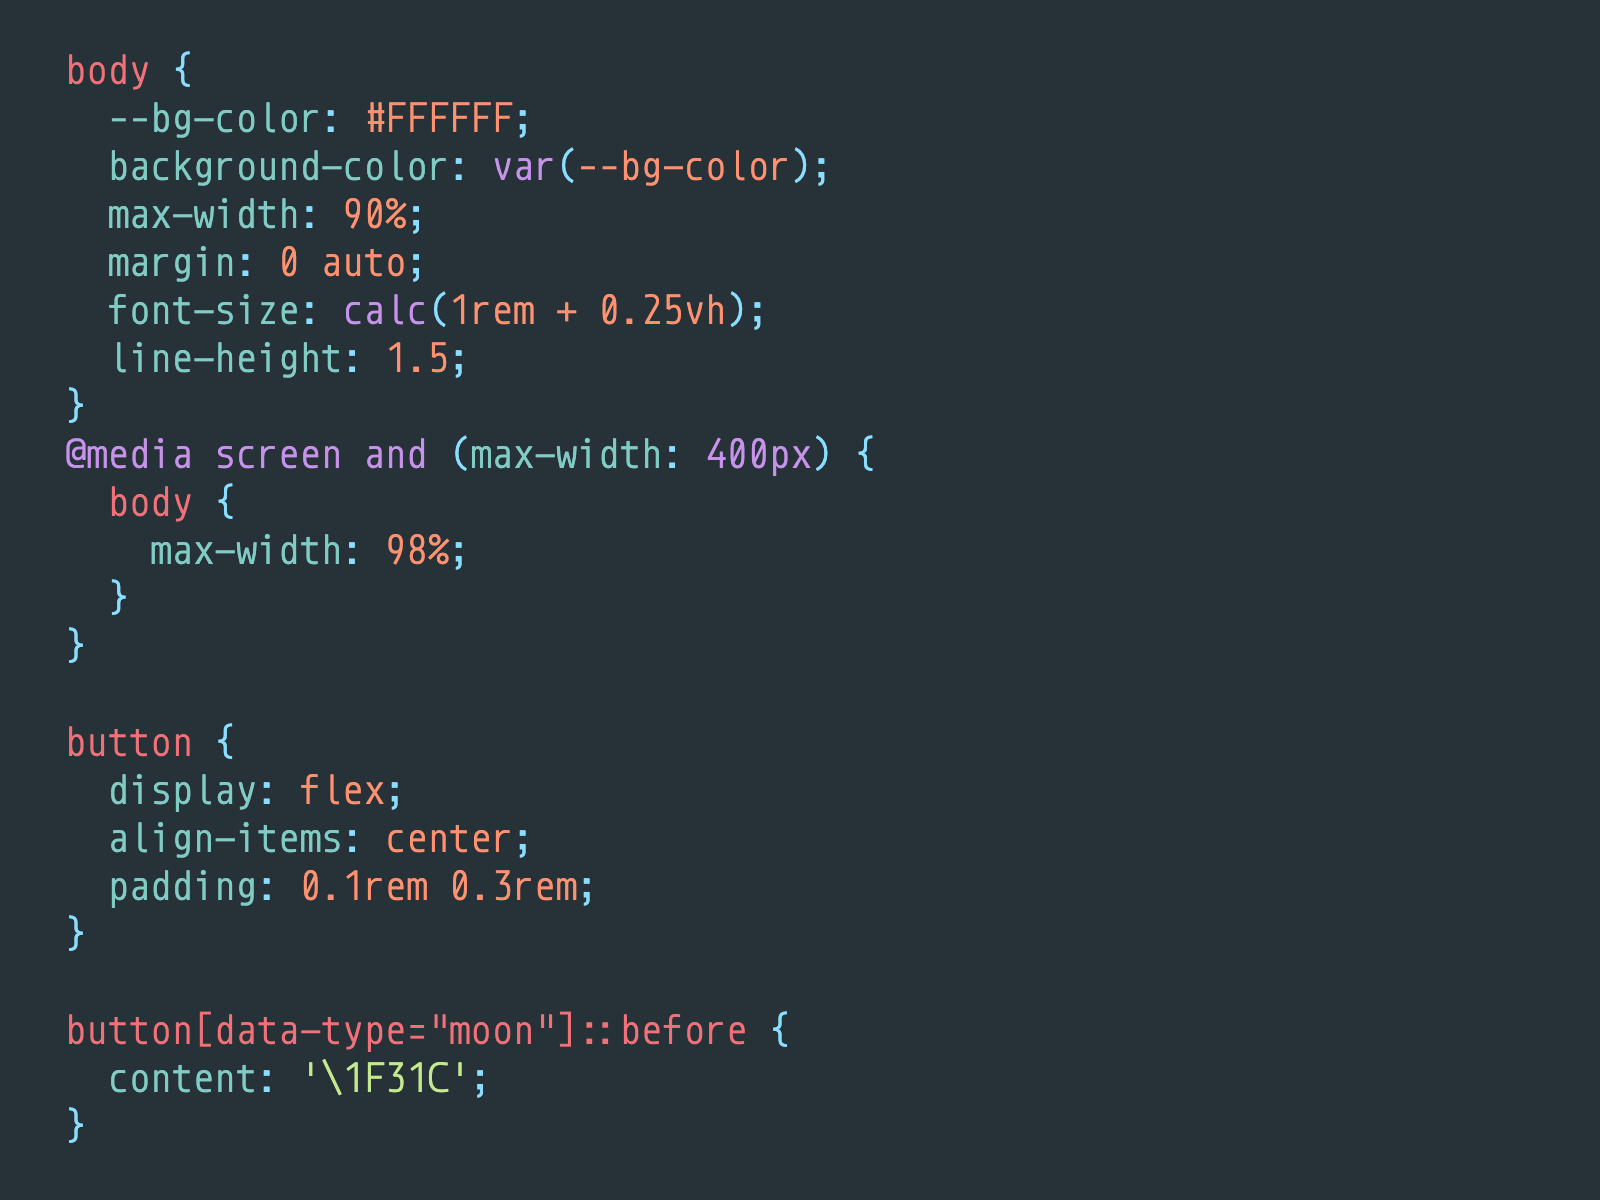 body {
  --bg-color: #FFFFFF;
  background-color: var(--bg-color);
  max-width: 90%;
  margin: 0 auto;
  font-size: calc(1rem + 0.25vh);
  line-height: 1.5;
}
@media screen and (max-width: 400px) {
  body {
    max-width: 98%;
  }
}

button {
  display: flex;
  align-items: center;
  padding: 0.1rem 0.3rem;
}

button[data-type="moon"]::before {
  content: '\1F31C';
}